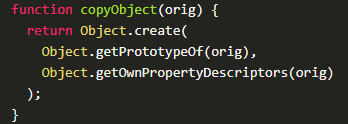 function copyObject(orig) {
  return Object.create(
    Object.getPrototypeOf(orig),
    Object.getOwnPropertyDescriptors(orig)
  );
}